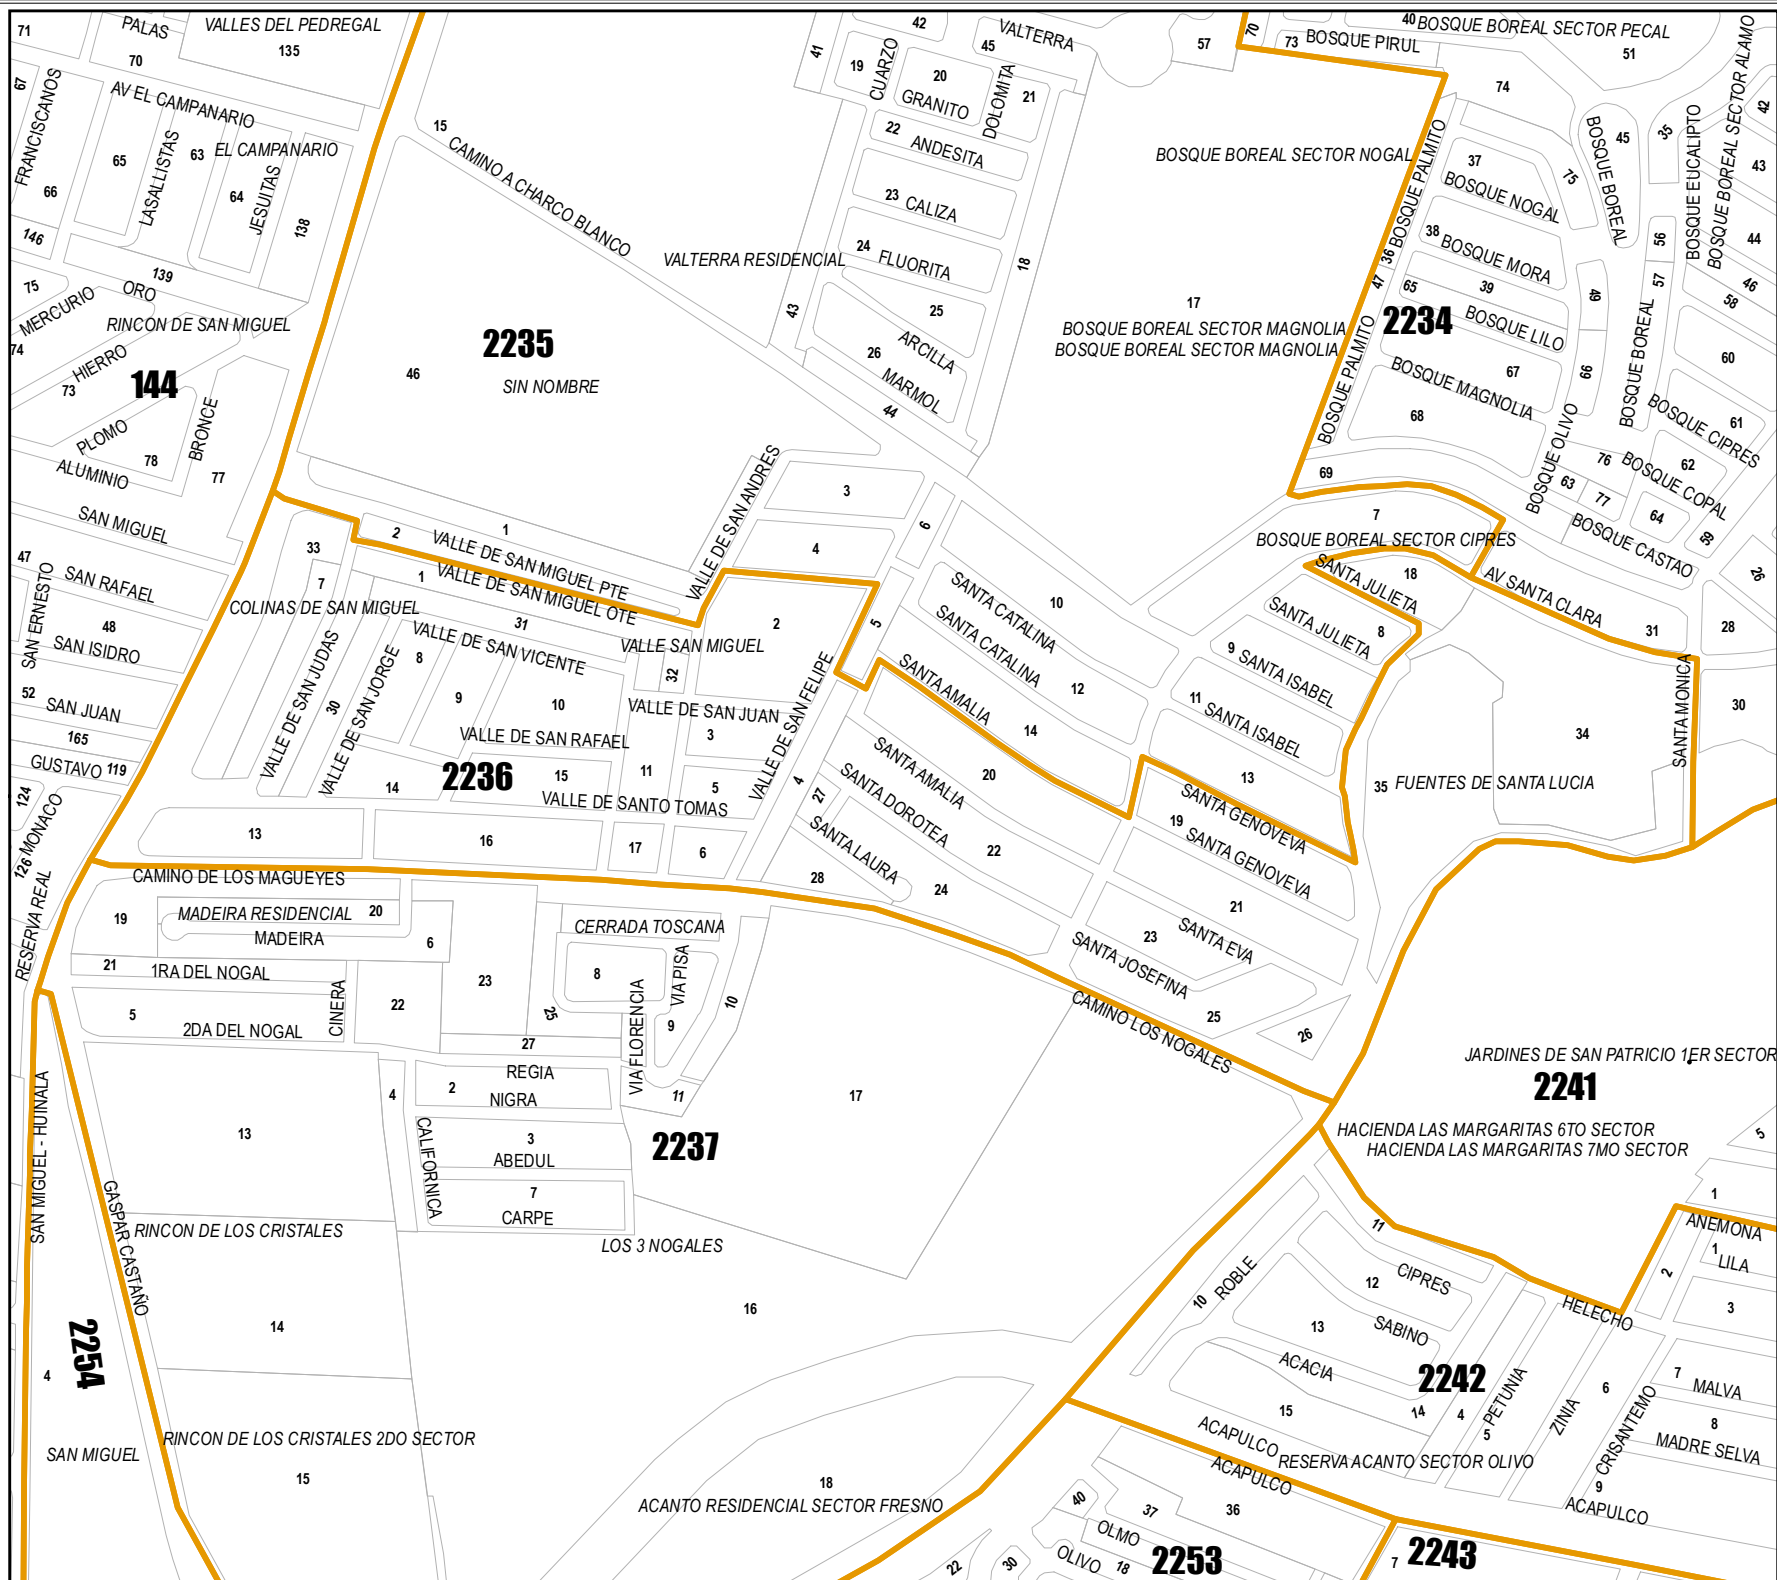 71
PALAS
VALLES DEL PEDREGAL
135
70
67
FRANCISCANOS
AV EL CAMPANARIO
65
LASALLISTAS
63
EL CAMPANARIO
64
JESUITAS
138
66
146
139
75
MERCURIO
ORO
RINCON DE SAN MIGUEL
74
HIERRO
73
144
PLOMO
BRONCE
78
77
ALUMINIO
SAN MIGUEL
47
SAN ERNESTO
SAN RAFAEL
48
SAN ISIDRO
52
SAN JUAN
165
GUSTAVO
119
124
MONACO
126
RESERVA REAL
15
CAMINO A CHARCO BLANCO
2235
46
SIN NOMBRE
41
42
CUARZO
19
45
VALTERRA
20
GRANITO
DOLOMITA
21
22
ANDESITA
23
CALIZA
24
FLUORITA
VALTERRA RESIDENCIAL
18
25
43
ARCILLA
26
MARMOL
44
57
70
73
BOSQUE PIRUL
40
BOSQUE BOREAL SECTOR PECAL
51
74
BOSQUE BOREAL SECTOR NOGAL
BOSQUE PALMITO
37
BOSQUE NOGAL
75
BOSQUE BOREAL
45
35
BOSQUE EUCALIPTO
BOSQUE BOREAL SECTOR ALAMO
42
43
44
46
58
38
BOSQUE MORA
36
47
65
39
49
56
57
17
BOSQUE BOREAL SECTOR MAGNOLIA
BOSQUE BOREAL SECTOR MAGNOLIA
2234
BOSQUE LILO
BOSQUE PALMITO
BOSQUE MAGNOLIA
67
66
68
BOSQUE BOREAL
60
61
BOSQUE CIPRES
69
BOSQUE OLIVO
76
62
BOSQUE COPAL
63
77
64
59
BOSQUE CASTAO
26
28
30
1
2
VALLE DE SAN MIGUEL PTE
VALLE DE SAN MIGUEL OTE
VALLE DE SAN ANDRES
3
4
6
33
7
COLINAS DE SAN MIGUEL
1
31
VALLE SAN MIGUEL
2
5
VALLE DE SAN JUDAS
30
VALLE DE SAN JORGE
8
VALLE DE SAN VICENTE
9
10
32
VALLE DE SAN JUAN
VALLE DE SAN RAFAEL
3
VALLE DE SAN FELIPE
2236
14
15
11
5
VALLE DE SANTO TOMAS
4
13
16
17
6
7
BOSQUE BOREAL SECTOR CIPRES
SANTA JULIETA
18
AV SANTA CLARA
31
SANTA CATALINA
10
SANTA CATALINA
12
SANTA JULIETA
8
9
SANTA ISABEL
11
SANTA ISABEL
SANTA AMALIA
14
13
SANTA MONICA
34
35
FUENTES DE SANTA LUCIA
SANTA AMALIA
20
SANTA GENOVEVA
19
SANTA GENOVEVA
27
SANTA DOROTEA
22
SANTA LAURA
28
24
21
23
SANTA EVA
SANTA JOSEFINA
25
26
CAMINO LOS NOGALES
CAMINO DE LOS MAGUEYES
19
MADEIRA RESIDENCIAL
20
MADEIRA
6
21
1RA DEL NOGAL
5
2DA DEL NOGAL
CINERA
22
23
CERRADA TOSCANA
8
25
VIA FLORENCIA
VIA PISA
9
10
27
REGIA
2
NIGRA
11
4
CALIFORNICA
3
ABEDUL
7
CARPE
2237
17
13
SAN MIGUEL - HUINALA
GASPAR CASTAÑO
RINCON DE LOS CRISTALES
LOS 3 NOGALES
16
14
2254
4
SAN MIGUEL
RINCON DE LOS CRISTALES 2DO SECTOR
15
18
ACANTO RESIDENCIAL SECTOR FRESNO
JARDINES DE SAN PATRICIO 1ER SECTOR
2241
HACIENDA LAS MARGARITAS 6TO SECTOR
HACIENDA LAS MARGARITAS 7MO SECTOR
5
1
ANEMONA
1
LILA
2
3
11
10
ROBLE
12
CIPRES
13
SABINO
HELECHO
ACACIA
2242
PETUNIA
ZINIA
6
7
MALVA
CRISANTEMO
8
MADRE SELVA
15
14
4
5
ACAPULCO
RESERVA ACANTO SECTOR OLIVO
9
ACAPULCO
ACAPULCO
40
37
36
OLMO
OLIVO
18
2253
7
2243
22
30